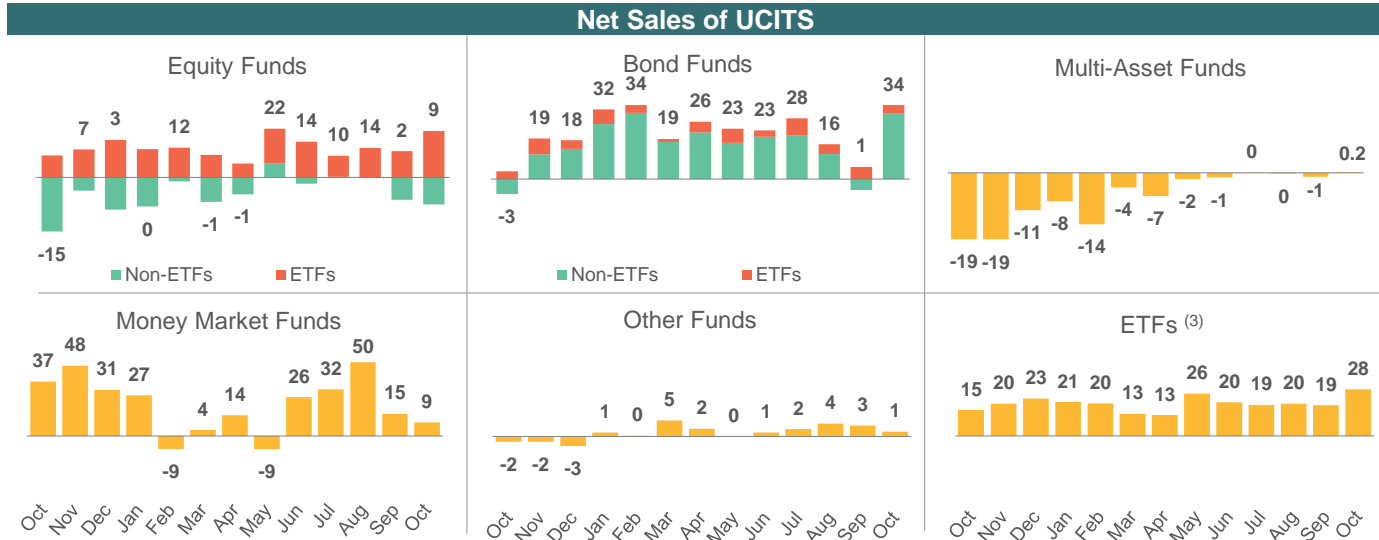 Net Sales of UCITS
Equity Funds
-15 7 3 0 12 -1 -1 22 14 10 14 2 9
Non-ETFs ETFs
Bond Funds
-3 19 18 32 34 19 26 23 23 28 16 1 34
Non-ETFs ETFs
Multi-Asset Funds
-19 -19 -11 -8 -14 -4 -7 -2 -1 0 0 -1 0.2
Money Market Funds
37 48 31 27 -9 4 14 -9 26 32 50 15 9
Oct Nov Dec Jan Feb Mar Apr May Jun Jul Aug Sep Oct
Other Funds
-2 -2 -3 1 0 5 2 0 1 2 4 3 1
Oct Nov Dec Jan Feb Mar Apr May Jun Jul Aug Sep Oct
ETFs (3)
15 20 23 21 20 13 13 26 20 19 20 19 28
Oct Nov Dec Jan Feb Mar Apr May Jun Jul Aug Sep Oct